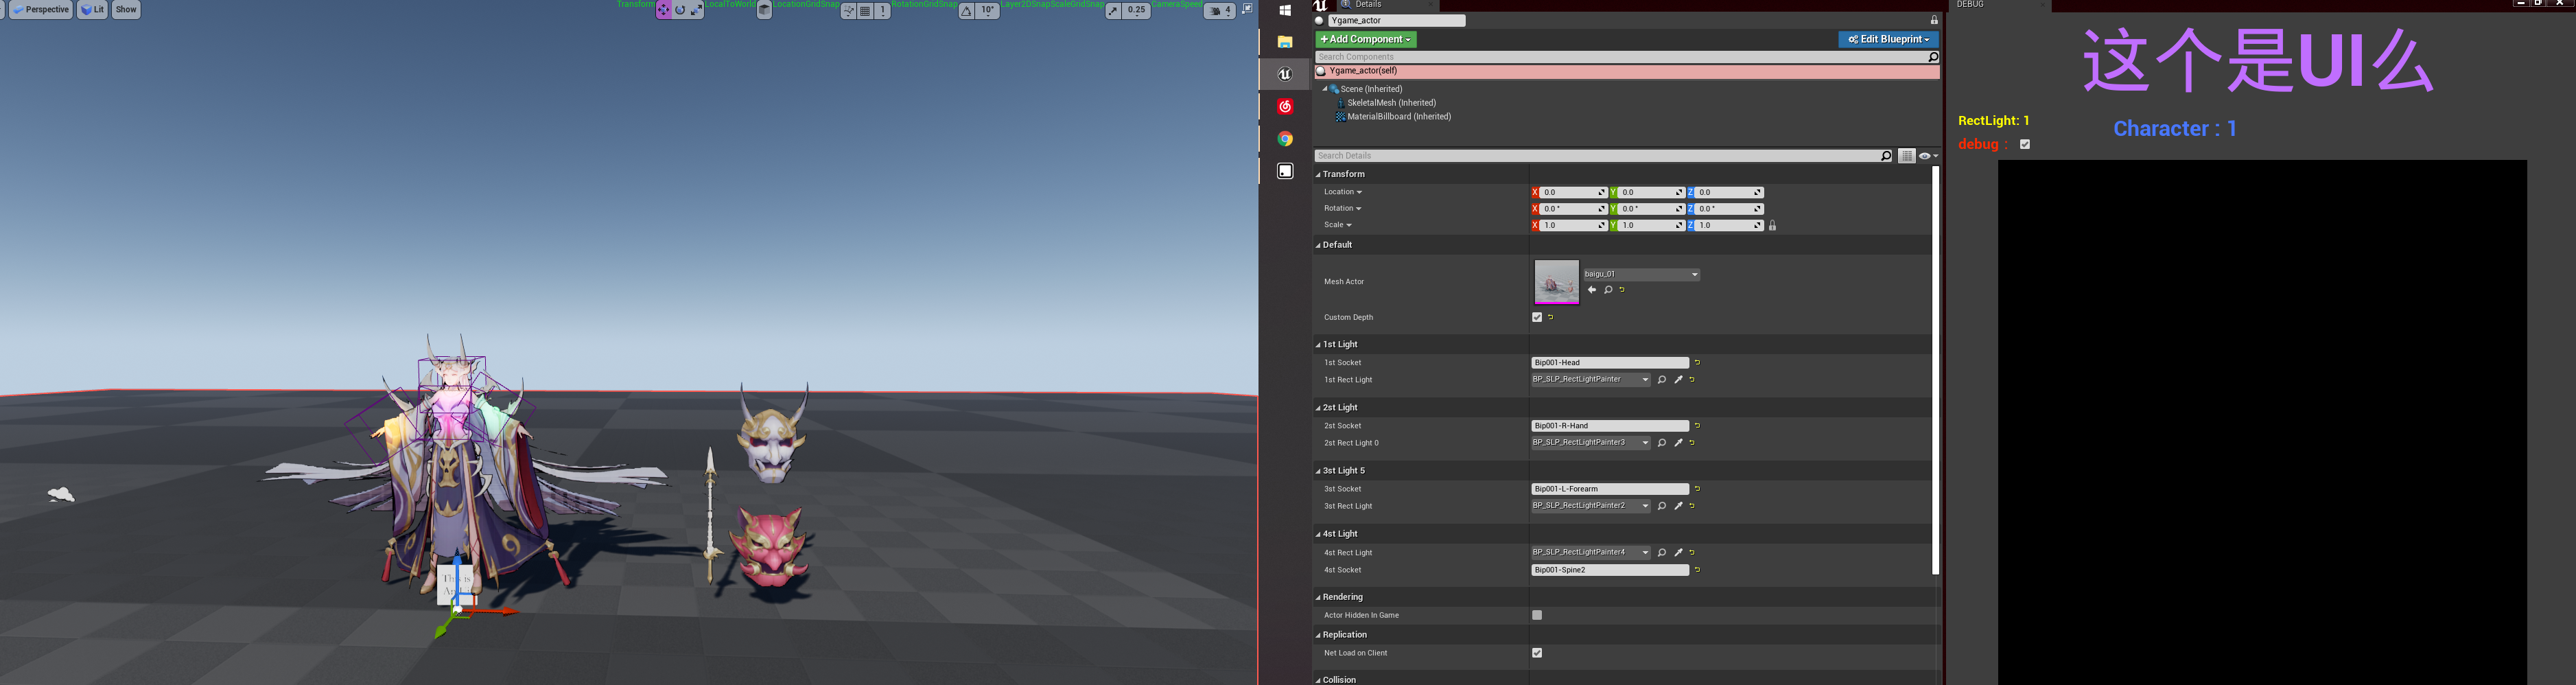 Perspective
Lit
Show
Transform
LocalToWorld
LocationGridSnap
1
RotationGridSnap
10°
Layer2DSnap
ScaleGridSnap
0.25
CameraSpeed
4
Details
Ygame_actor
+Add Component
Edit Blueprint
Search Components
Ygame_actor(self)
Scene (Inherited)
SkeletalMesh (Inherited)
MaterialBillboard (Inherited)
Search Details
Transform
Location
X 0.0 Y 0.0 Z 0.0
Rotation
X 0.0 ° Y 0.0 ° Z 0.0 °
Scale
X 1.0 Y 1.0 Z 1.0
Default
Mesh Actor
baigu_01
Custom Depth
1st Light
1st Socket Bip001-Head
1st Rect Light BP_SLP_RectLightPainter
2st Light
2st Socket Bip001-R-Hand
2st Rect Light 0 BP_SLP_RectLightPainter3
3st Light 5
3st Socket Bip001-L-Forearm
3st Rect Light BP_SLP_RectLightPainter2
4st Light
4st Rect Light BP_SLP_RectLightPainter4
4st Socket Bip001-Spine2
Rendering
Actor Hidden In Game
Replication
Net Load on Client
Collision
DEBUG
这个是UI么
RectLight: 1
Character : 1
debug :